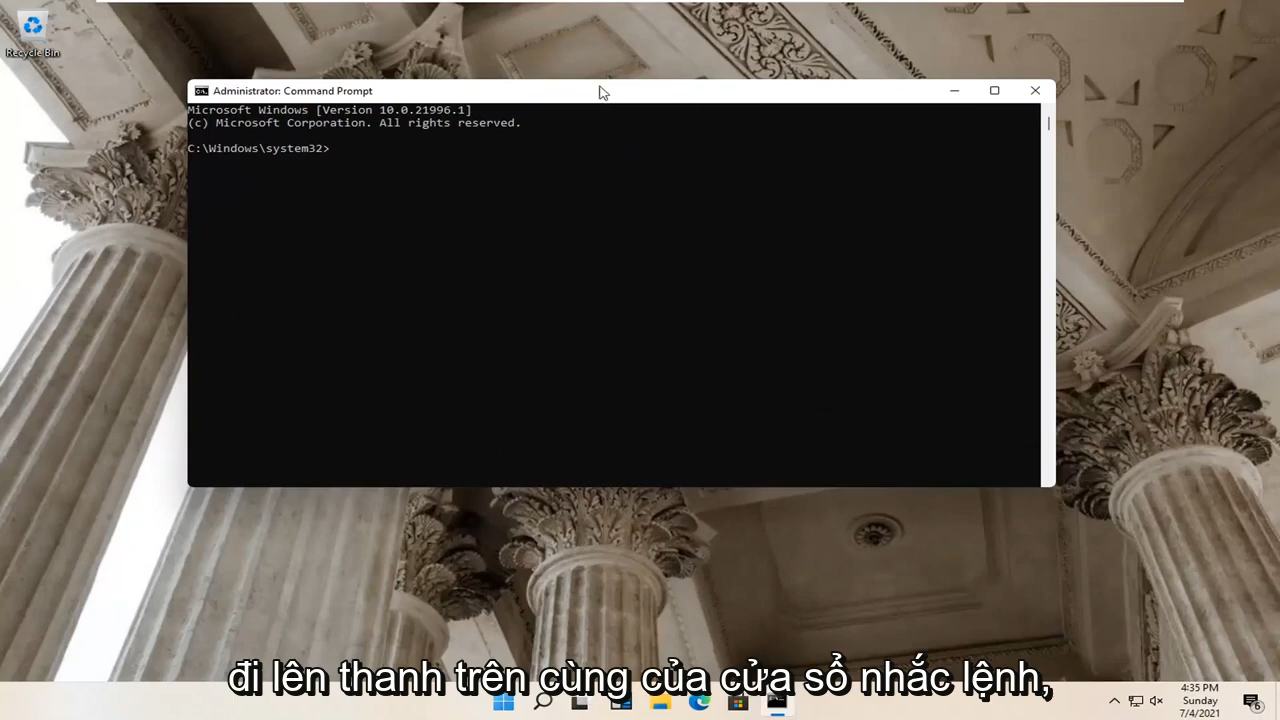 Recycle Bin
Administrator: Command Prompt
Microsoft Windows [Version 10.0.21996.1]
(c) Microsoft Corporation. All rights reserved.
C:\Windows\system32>
đi lên thanh trên cùng của cửa sổ nhắc lệnh,
4:35 PM
Sunday
7/4/2021
6